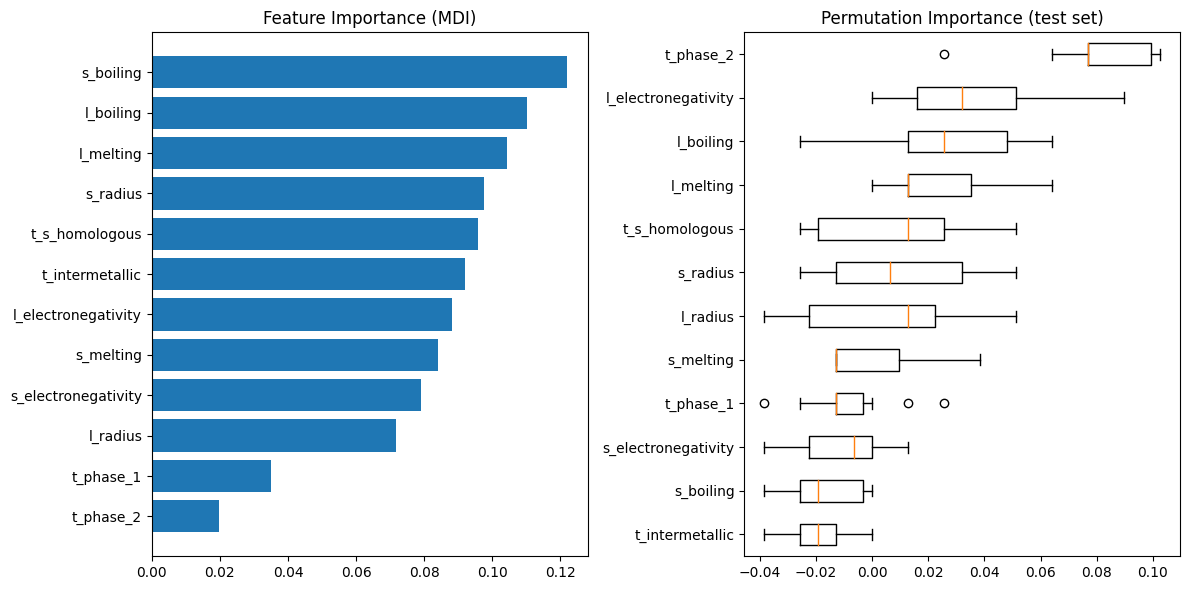 Feature Importance (MDI)
s_boiling
l_boiling
l_melting
s_radius
t_s_homologous
t_intermetallic
l_electronegativity
s_melting
s_electronegativity
l_radius
t_phase_1
t_phase_2
0.00 0.02 0.04 0.06 0.08 0.10 0.12
Permutation Importance (test set)
t_phase_2
l_electronegativity
l_boiling
l_melting
t_s_homologous
s_radius
l_radius
s_melting
t_phase_1
s_electronegativity
s_boiling
t_intermetallic
−0.04 −0.02 0.00 0.02 0.04 0.06 0.08 0.10